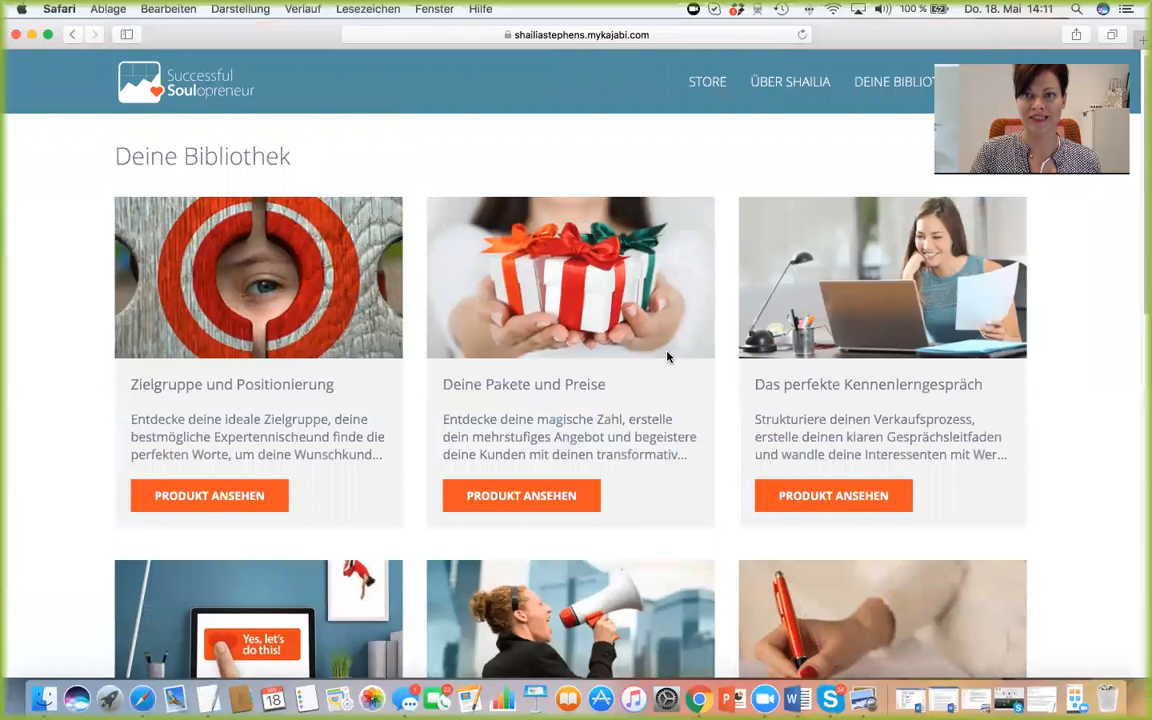 Safari Ablage Bearbeiten Darstellung Verlauf Lesezeichen Fenster Hilfe 100 % Do. 18. Mai 14:11
shailiastephens.mykajabi.com
Successful
Soulopreneur
STORE ÜBER SHAILIA DEINE BIBLIOT
Deine Bibliothek
Zielgruppe und Positionierung
Entdecke deine ideale Zielgruppe, deine
bestmögliche Expertennischeund finde die
perfekten Worte, um deine Wunschkund...
PRODUKT ANSEHEN
Deine Pakete und Preise
Entdecke deine magische Zahl, erstelle
dein mehrstufiges Angebot und begeistere
deine Kunden mit deinen transformativ...
PRODUKT ANSEHEN
Das perfekte Kennenlerngespräch
Strukturiere deinen Verkaufsprozess,
erstelle deinen klaren Gesprächsleitfaden
und wandle deine Interessenten mit Wer...
PRODUKT ANSEHEN
Yes, let's
do this!
18